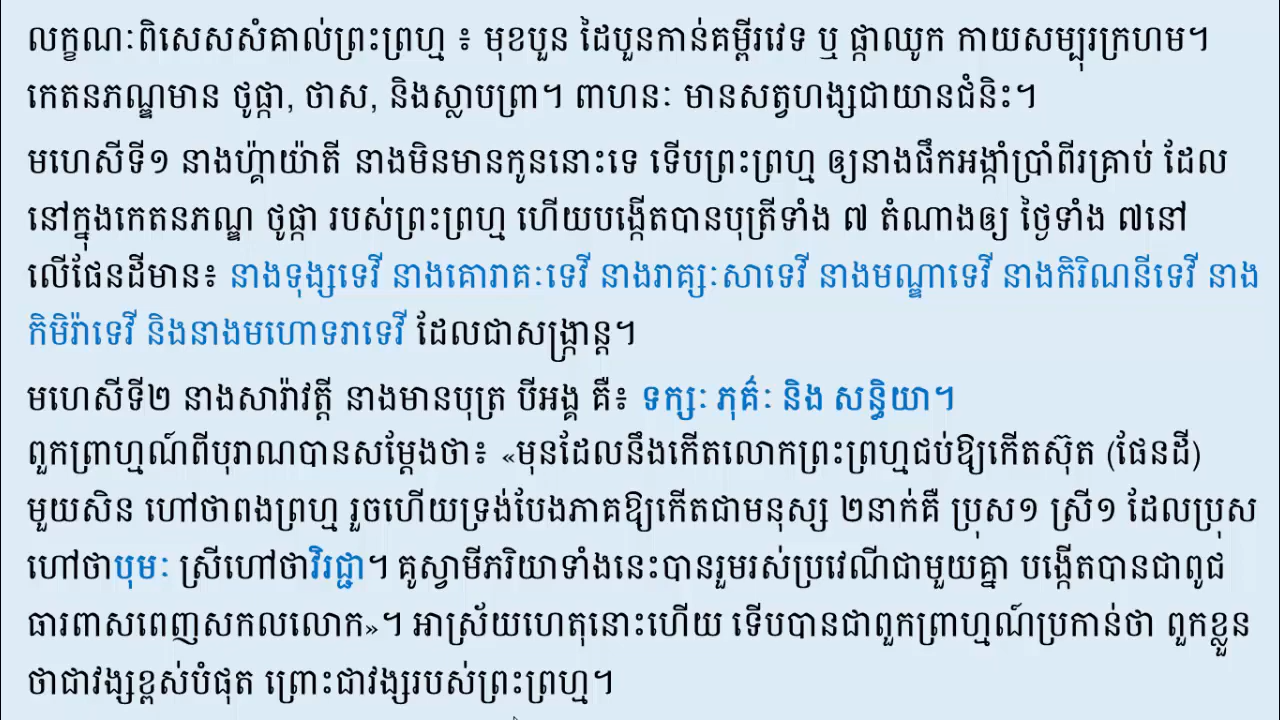 លក្ខណៈពិសេសសំគាល់ព្រះព្រហ្ម ៖ មុខបួន ដៃបួនកាន់គម្ពីរវេទ ឬ ផ្កាឈូក កាយសម្បុរក្រហម។
កេតនភណ្ឌមាន ថូផ្កា, ថាស, និងស្លាបព្រា។ ពាហនៈ មានសត្វហង្សជាយានជំនិះ។
មហេសីទី១ នាងហ្គ៉ាយ៉ាតី នាងមិនមានកូននោះទេ ទើបព្រះព្រហ្ម ឲ្យនាងផឹកអង្កាំប្រាំពីរគ្រាប់ ដែល
នៅក្នុងកេតនភណ្ឌ ថូផ្កា របស់ព្រះព្រហ្ម ហើយបង្កើតបានបុត្រីទាំង ៧ តំណាងឲ្យ ថ្ងៃទាំង ៧នៅ
លើផែនដីមាន៖ នាងទុង្សទេវី នាងគោរាគៈទេវី នាងរាគ្សៈសាទេវី នាងមណ្ឌាទេវី នាងកិរិណនីទេវី នាង
កិមិរ៉ាទេវី និងនាងមហោទរាទេវី ដែលជាសង្ក្រាន្ត។
មហេសីទី២ នាងសារ៉ាវត្តី នាងមានបុត្រ បីអង្គ គឺ៖ ទក្សៈ ភុគ៌ៈ និង សន្ធិយា។
ពួកព្រាហ្មណ៍ពីបុរាណបានសម្តែងថា៖ «មុនដែលនឹងកើតលោកព្រះព្រហ្មជប់ឱ្យកើតស៊ុត (ផែនដី)
មួយសិន ហៅថាពងព្រហ្ម រួចហើយទ្រង់បែងភាគឱ្យកើតជាមនុស្ស ២នាក់គឺ ប្រុស១ ស្រី១ ដែលប្រុស
ហៅថាបុមៈ ស្រីហៅថាវិរជ្ជា។ គូស្វាមីភរិយាទាំងនេះបានរួមរស់ប្រវេណីជាមួយគ្នា បង្កើតបានជាពូជ
ធារពាសពេញសកលលោក»។ អាស្រ័យហេតុនោះហើយ ទើបបានជាពួកព្រាហ្មណ៍ប្រកាន់ថា ពួកខ្លួន
ថាជាវង្សខ្ពស់បំផុត ព្រោះជាវង្សរបស់ព្រះព្រហ្ម។